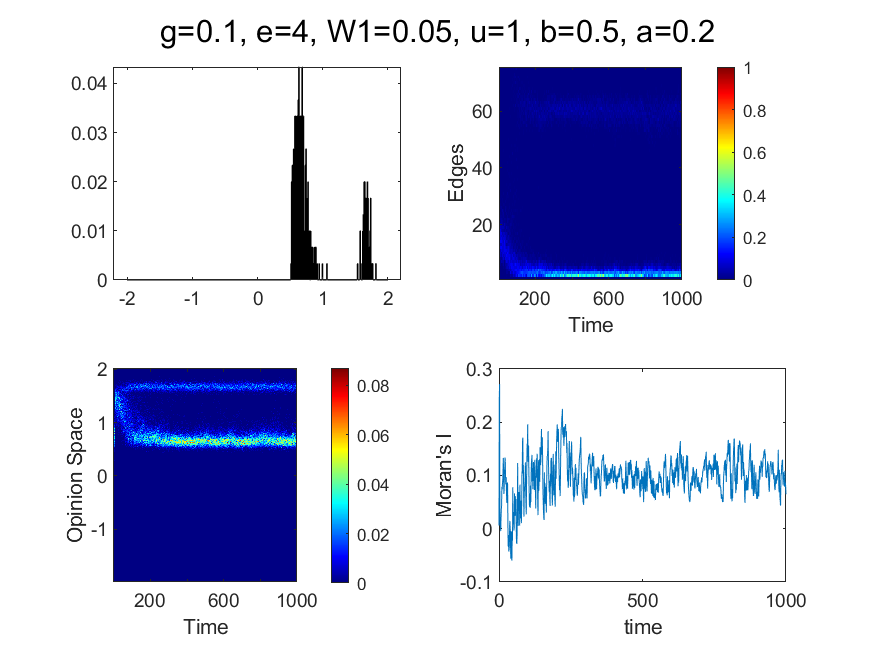 g=0.1, e=4, W1=0.05, u=1, b=0.5, a=0.2
0.04
0.03
0.02
0.01
0
-2 -1 0 1 2
Edges
60
40
20
200 600 1000
Time
1
0.8
0.6
0.4
0.2
0
Opinion Space
2
1
0
-1
200 600 1000
Time
0.08
0.06
0.04
0.02
0
Moran's I
0.3
0.2
0.1
0
-0.1
0 500 1000
time